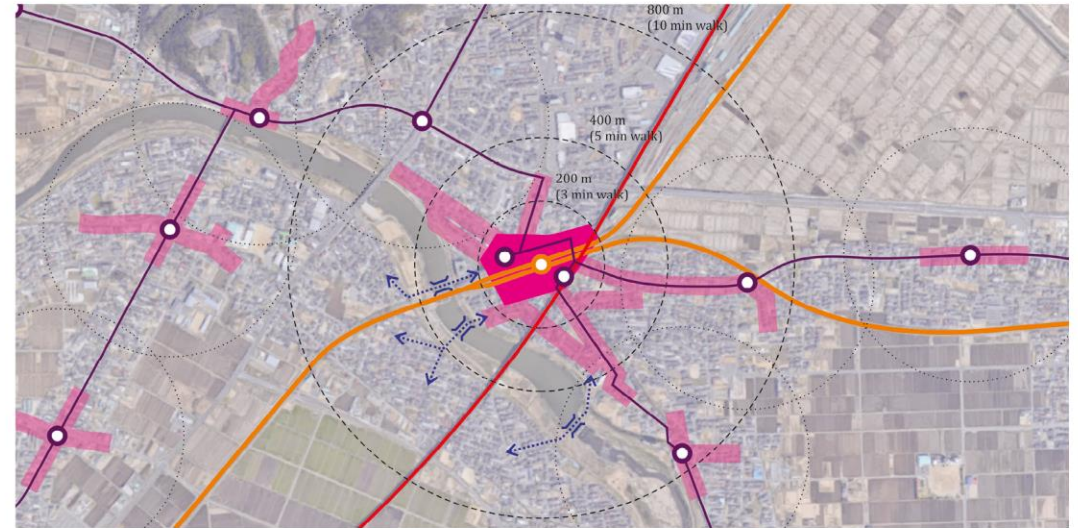 800 m
(10 min walk)
400 m
(5 min walk)
200 m
(3 min walk)